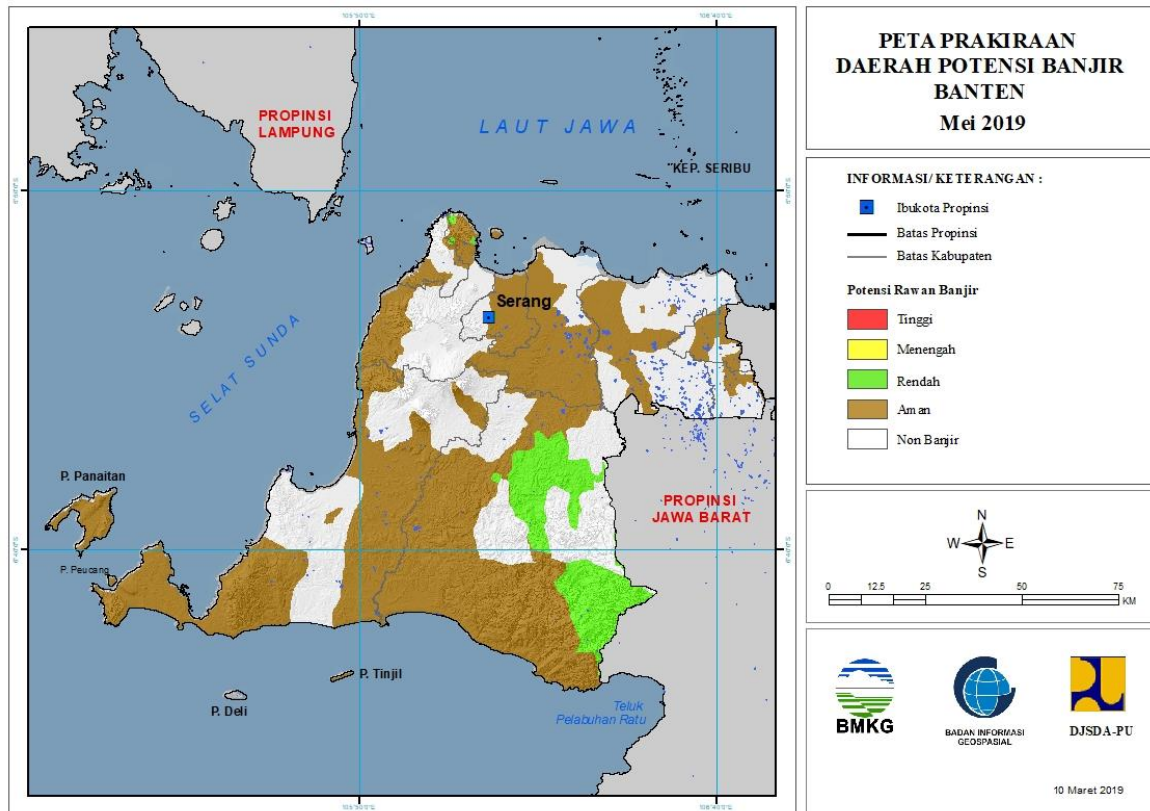 PETA PRAKIRAAN
DAERAH POTENSI BANJIR
BANTEN
Mei 2019
INFORMASI/ KETERANGAN :
Ibukota Propinsi
Batas Propinsi
Batas Kabupaten
Potensi Rawan Banjir
Tinggi
Menengah
Rendah
Aman
Non Banjir
N
W E
S
0 12.5 25 50 75
KM
BMKG
BADAN INFORMASI
GEOSPASIAL
DJSDA-PU
10 Maret 2019
PROPINSI
LAMPUNG
LAUT JAWA
KEP. SERIBU
Serang
SELAT SUNDA
P. Panaitan
PROPINSI
JAWA BARAT
P. Peucang
P. Tinjil
P. Deli
Teluk
Pelabuhan Ratu